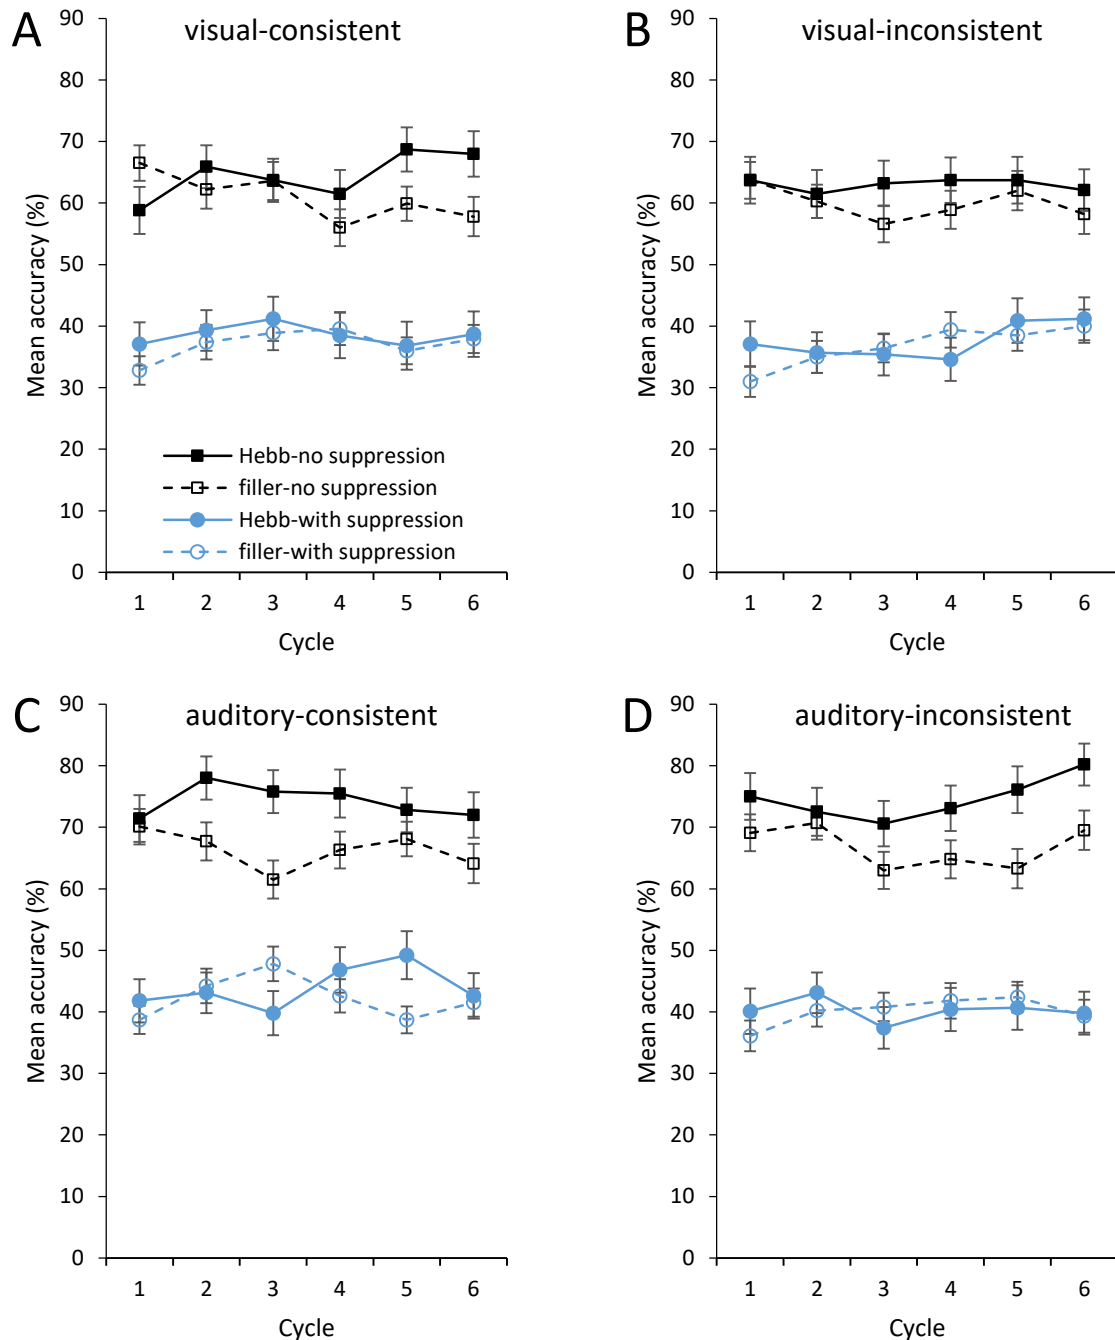 A
visual-consistent
90
80
70
60
50
40
30
20
10
0
Mean accuracy (%)
Hebb-no suppression
filler-no suppression
Hebb-with suppression
filler-with suppression
1 2 3 4 5 6
Cycle
B
visual-inconsistent
90
80
70
60
50
40
30
20
10
0
Mean accuracy (%)
1 2 3 4 5 6
Cycle
C
auditory-consistent
90
80
70
60
50
40
30
20
10
0
Mean accuracy (%)
1 2 3 4 5 6
Cycle
D
auditory-inconsistent
90
80
70
60
50
40
30
20
10
0
Mean accuracy (%)
1 2 3 4 5 6
Cycle